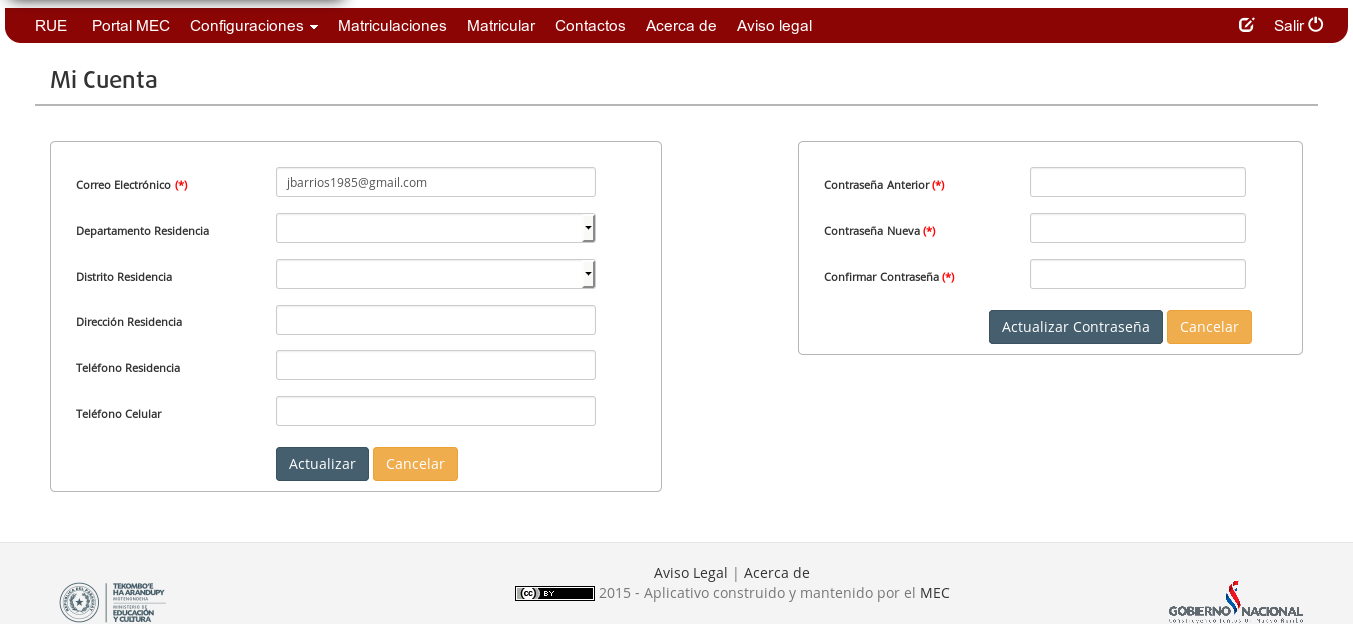 RUE Portal MEC Configuraciones Matriculaciones Matricular Contactos Acerca de Aviso legal Salir
Mi Cuenta
Correo Electrónico (*) jbarrios1985@gmail.com
Departamento Residencia
Distrito Residencia
Dirección Residencia
Teléfono Residencia
Teléfono Celular
Actualizar Cancelar
Contraseña Anterior (*)
Contraseña Nueva (*)
Confirmar Contraseña (*)
Actualizar Contraseña Cancelar
TEKOMBO'E
HA ARANDUPY
MOTENONDEHA
MINISTERIO DE
EDUCACIÓN
Y CULTURA
Aviso Legal | Acerca de
cc BY 2015 - Aplicativo construido y mantenido por el MEC
GOBIERNO NACIONAL